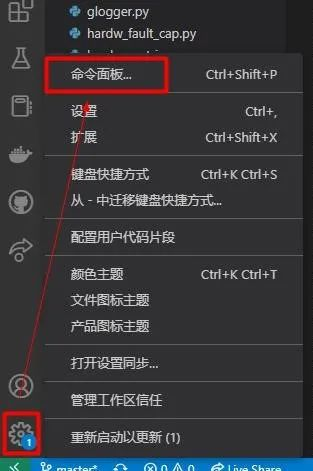 glogger.py
hardw_fault_cap.py
命令面板... Ctrl+Shift+P
设置 Ctrl+,
扩展 Ctrl+Shift+X
键盘快捷方式 Ctrl+K Ctrl+S
从 - 中迁移键盘快捷方式...
配置用户代码片段
颜色主题 Ctrl+K Ctrl+T
文件图标主题
产品图标主题
打开设置同步...
管理工作区信任
1
重新启动以更新 (1)
master* 0 0 Live Share